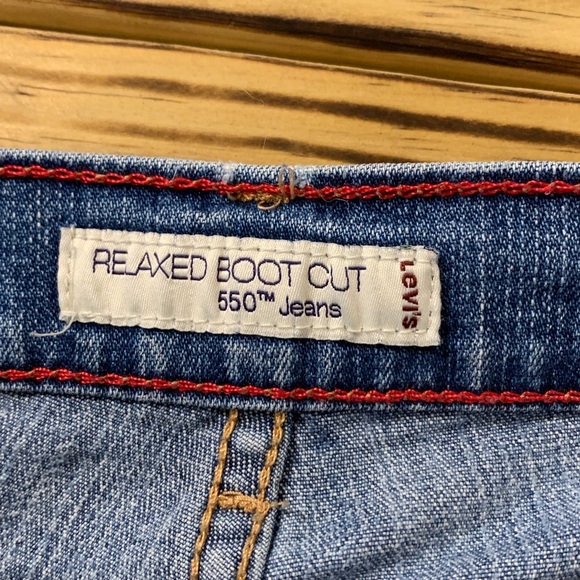 RELAXED BOOT CUT
550™ Jeans
Levi's